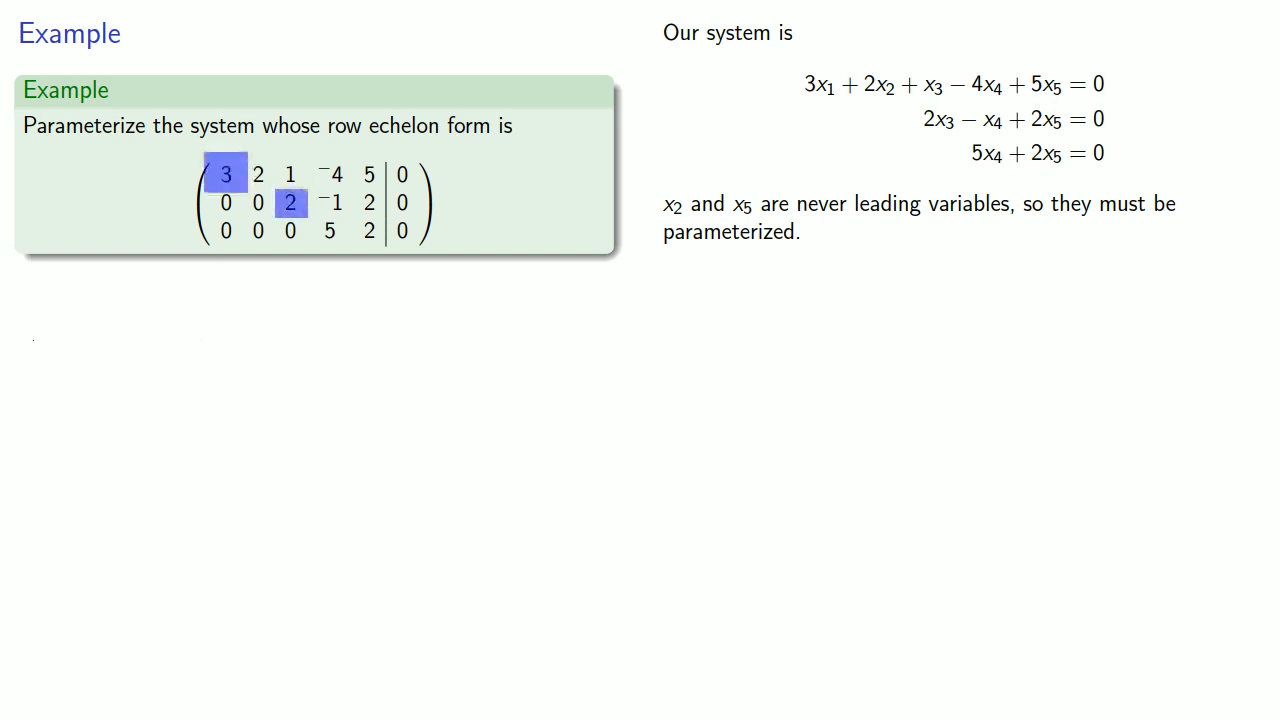 Example
Example
Parameterize the system whose row echelon form is
3 2 1 ⁻4 5 | 0
0 0 2 ⁻1 2 | 0
0 0 0 5 2 | 0
Our system is
3x₁ + 2x₂ + x₃ − 4x₄ + 5x₅ = 0
2x₃ − x₄ + 2x₅ = 0
5x₄ + 2x₅ = 0
x₂ and x₅ are never leading variables, so they must be
parameterized.